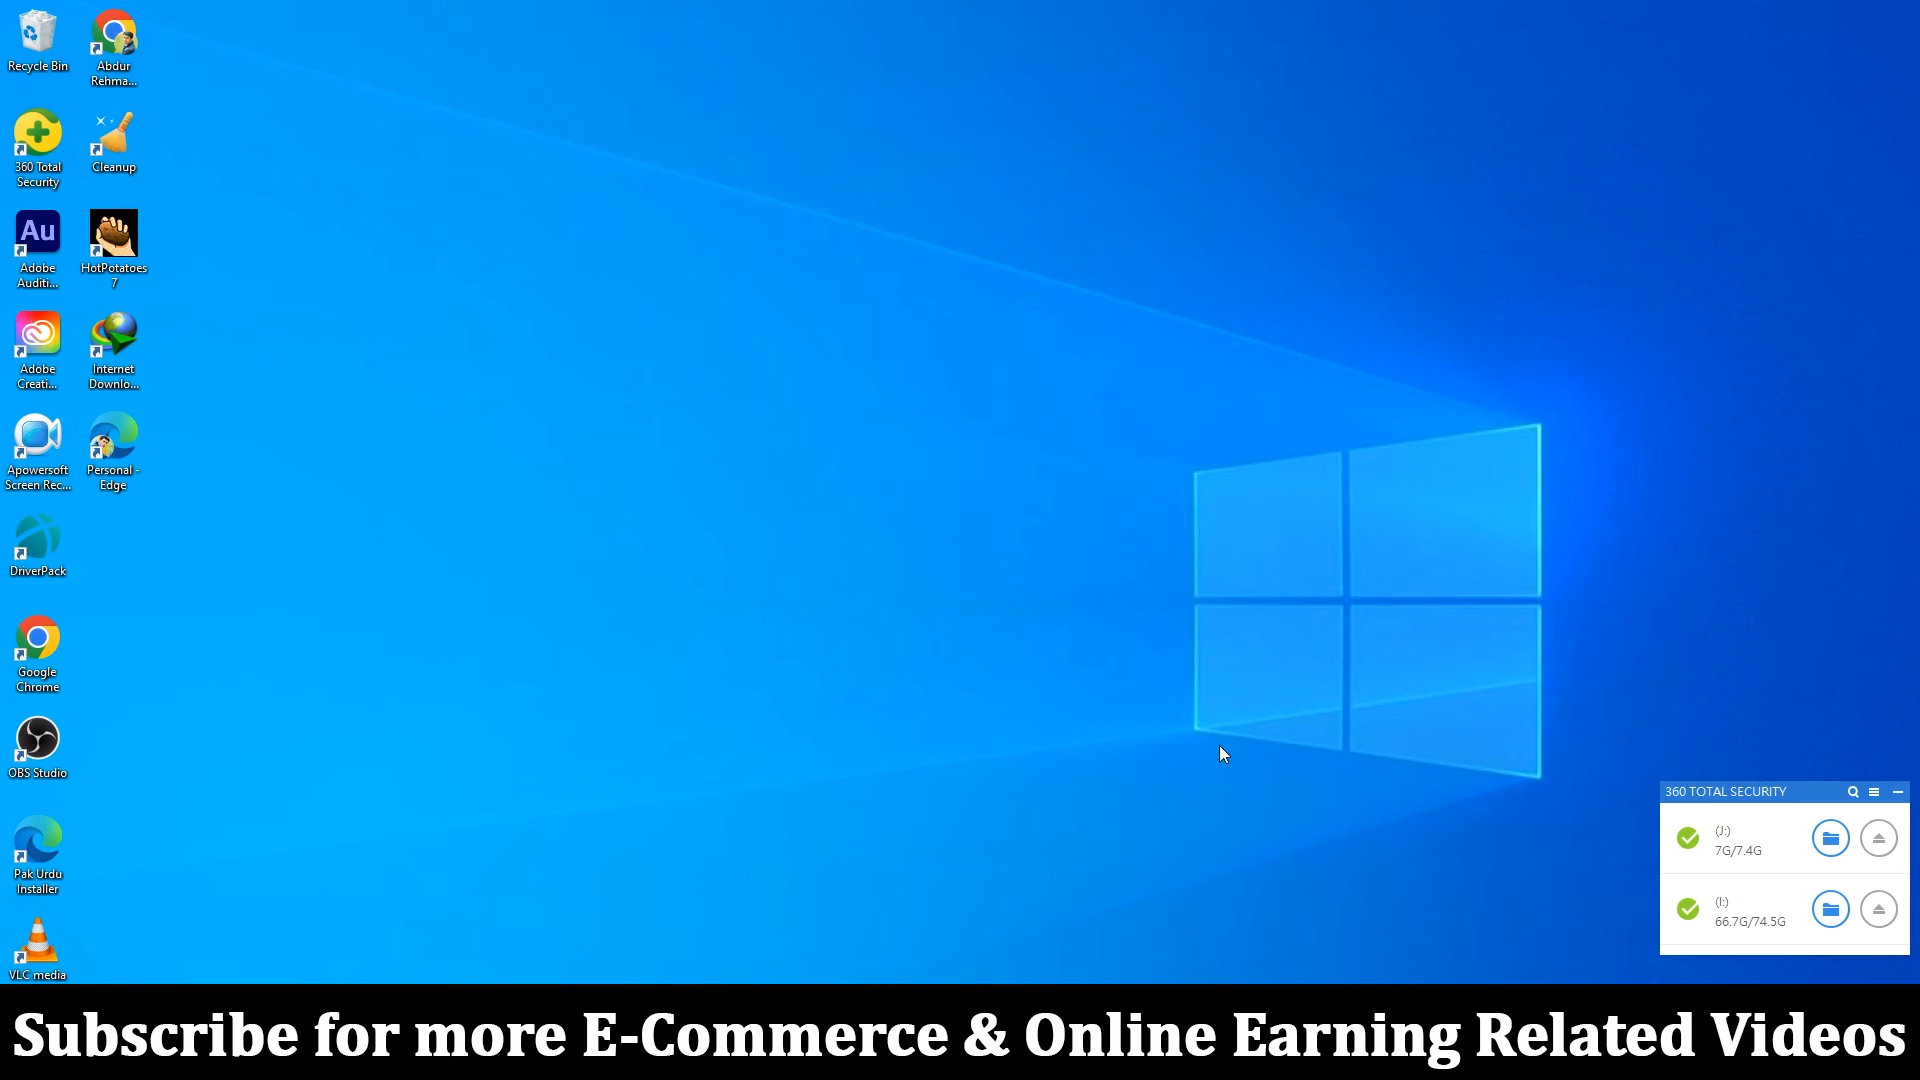 Recycle Bin
Abdur
Rehma...
360 Total
Security
Cleanup
Au
Adobe
Auditi...
HotPotatoes
7
Adobe
Creati...
Internet
Downlo...
Apowersoft
Screen Rec...
Personal -
Edge
DriverPack
Google
Chrome
OBS Studio
Pak Urdu
Installer
VLC media
360 TOTAL SECURITY
(J:)
7G/7.4G
(I:)
66.7G/74.5G
Subscribe for more E-Commerce & Online Earning Related Videos